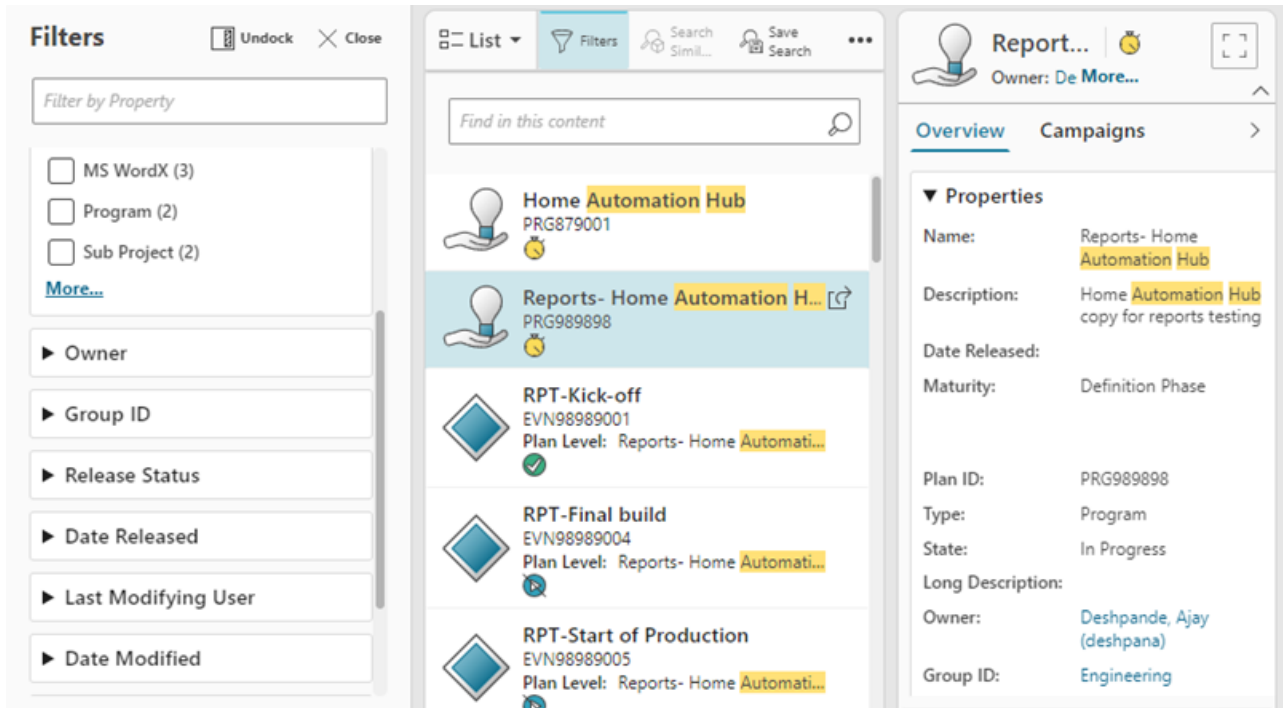 Filters
Undock
Close
Filter by Property
MS WordX (3)
Program (2)
Sub Project (2)
More...
Owner
Group ID
Release Status
Date Released
Last Modifying User
Date Modified
List
Filters
Search
Simil...
Save
Search
Find in this content
Home Automation Hub
PRG879001
Reports- Home Automation H...
PRG989898
RPT-Kick-off
EVN98989001
Plan Level: Reports- Home Automati...
RPT-Final build
EVN98989004
Plan Level: Reports- Home Automati...
RPT-Start of Production
EVN98989005
Plan Level: Reports- Home Automati...
Report...
Owner: De More...
Overview Campaigns
Properties
Name: Reports- Home
Automation Hub
Description: Home Automation Hub
copy for reports testing
Date Released:
Maturity: Definition Phase
Plan ID: PRG989898
Type: Program
State: In Progress
Long Description:
Owner: Deshpande, Ajay
(deshpana)
Group ID: Engineering